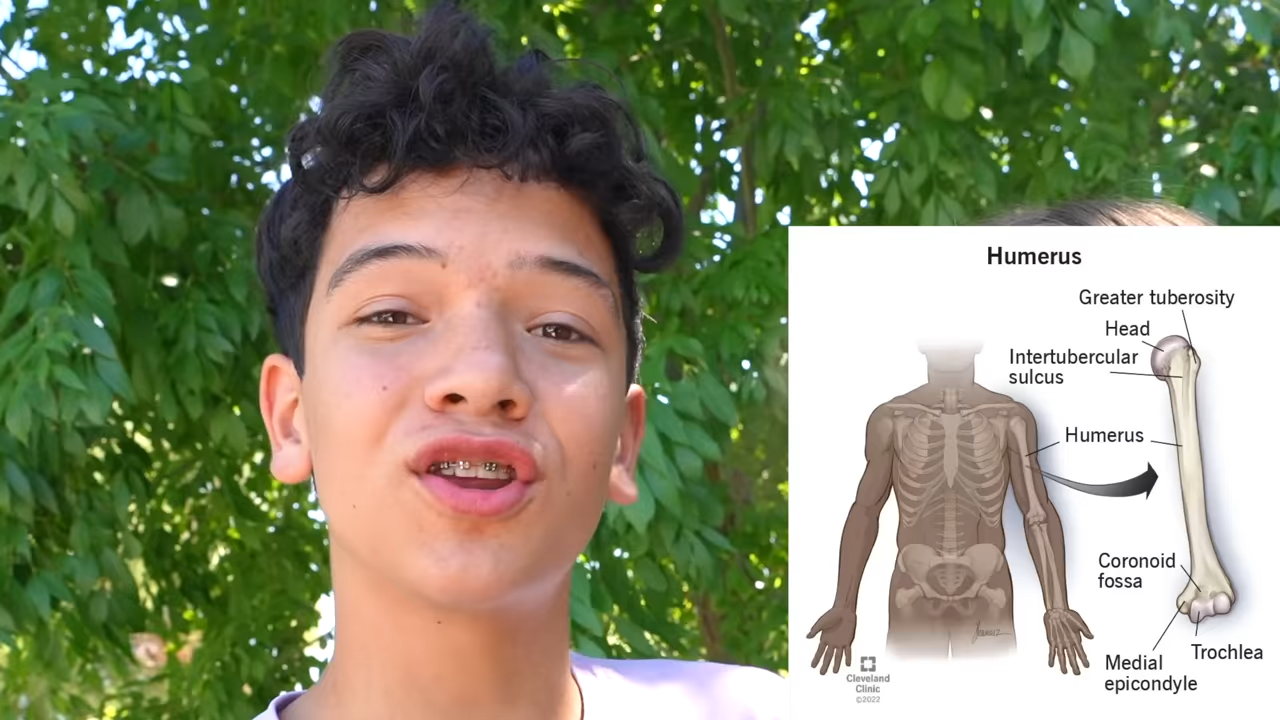 Humerus
Greater tuberosity
Head
Intertubercular
sulcus
Humerus
Coronoid
fossa
Trochlea
Medial
epicondyle
Cleveland
Clinic
©2022